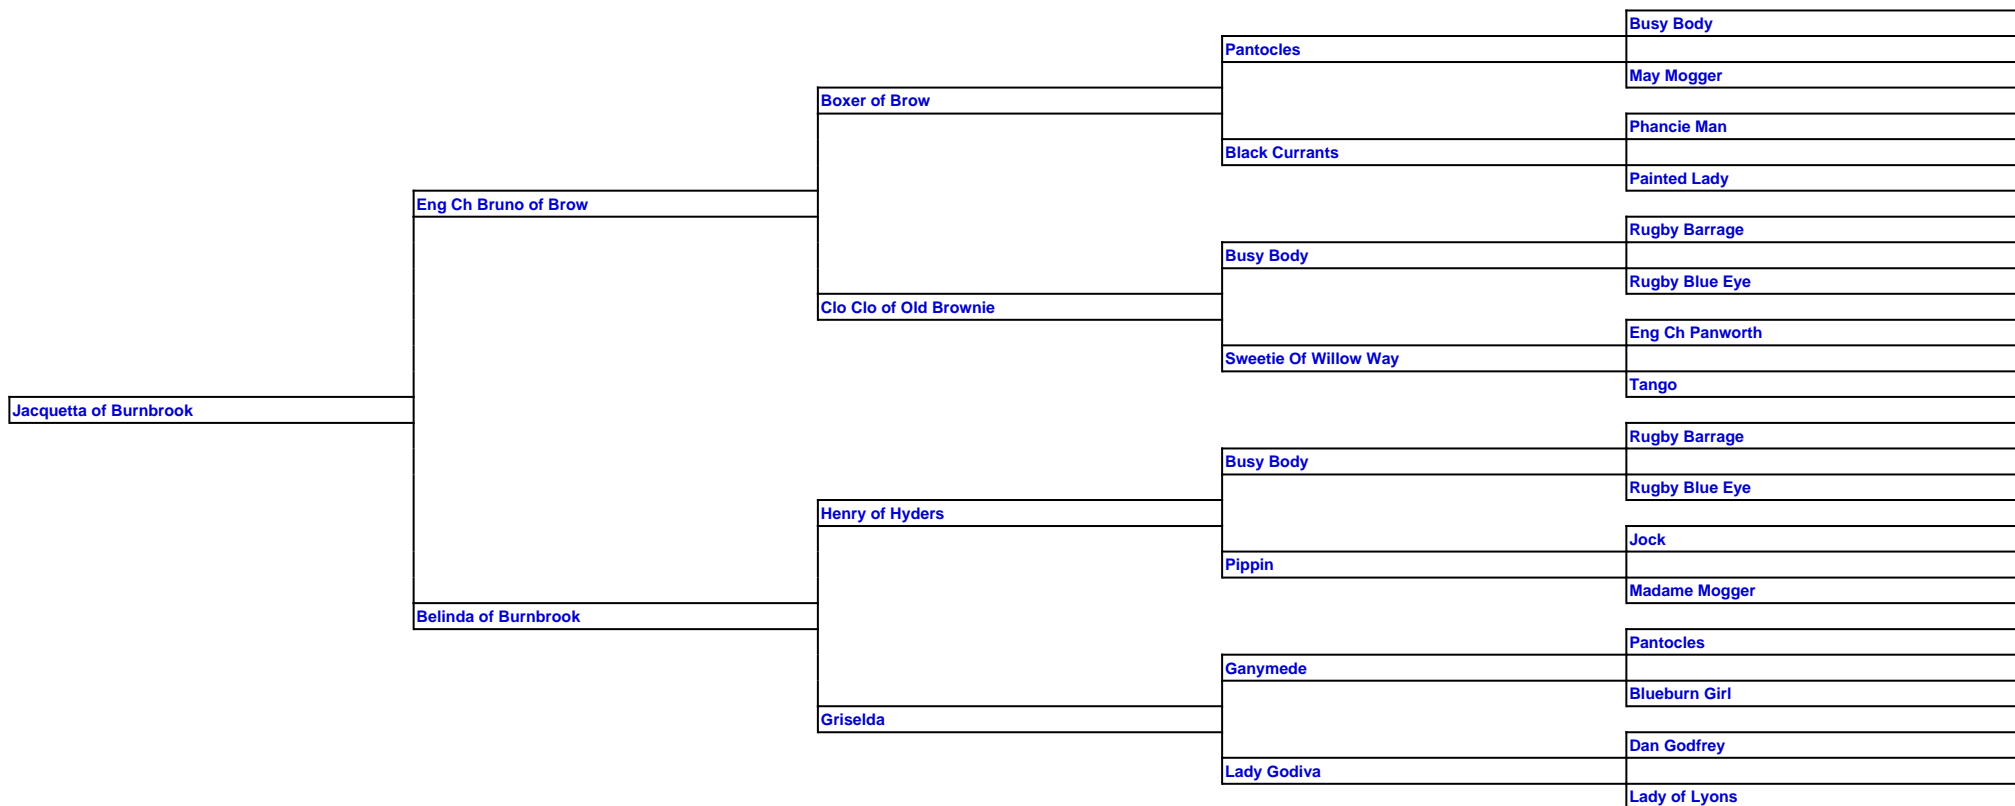 Busy Body
Pantocles
May Mogger
Boxer of Brow
Phancie Man
Black Currants
Painted Lady
Eng Ch Bruno of Brow
Rugby Barrage
Busy Body
Rugby Blue Eye
Clo Clo of Old Brownie
Eng Ch Panworth
Sweetie Of Willow Way
Tango
Jacquetta of Burnbrook
Rugby Barrage
Busy Body
Rugby Blue Eye
Henry of Hyders
Jock
Pippin
Madame Mogger
Belinda of Burnbrook
Pantocles
Ganymede
Blueburn Girl
Griselda
Dan Godfrey
Lady Godiva
Lady of Lyons